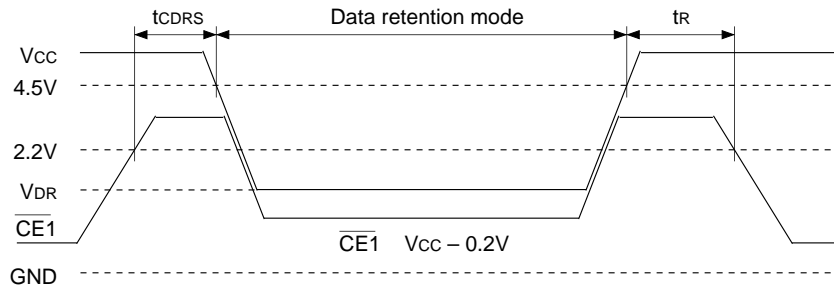 tCDRS Data retention mode tR
VCC
4.5V
2.2V
VDR
CE1
CE1 VCC – 0.2V
GND